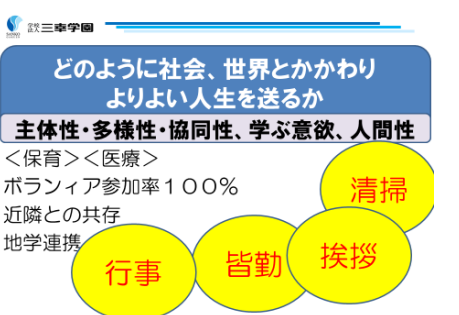 学校法人 三幸学園
どのように社会、世界とかかわり
よりよい人生を送るか
主体性・多様性・協同性、学ぶ意欲、人間性
＜保育＞＜医療＞
ボランィア参加率１００％
近隣との共存
地学連携
清掃
行事
皆勤
挨拶